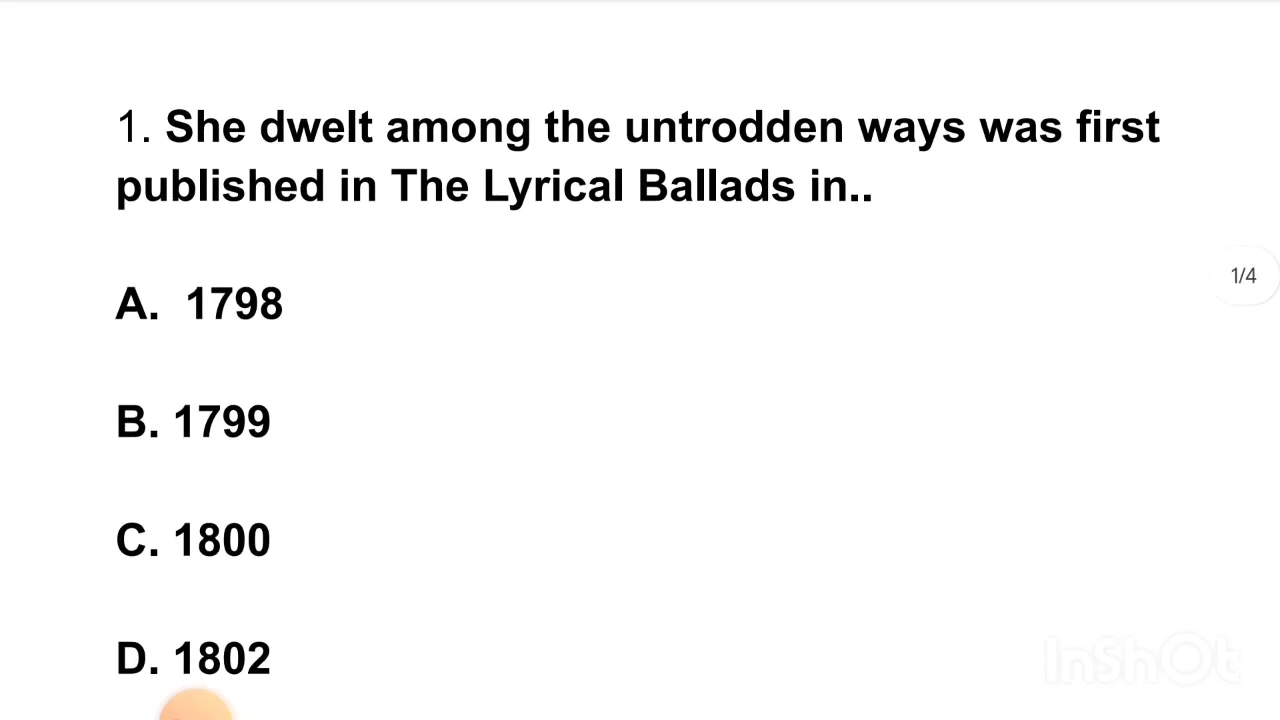 1. She dwelt among the untrodden ways was first
published in The Lyrical Ballads in..
1/4
A. 1798
B. 1799
C. 1800
D. 1802
InShOt